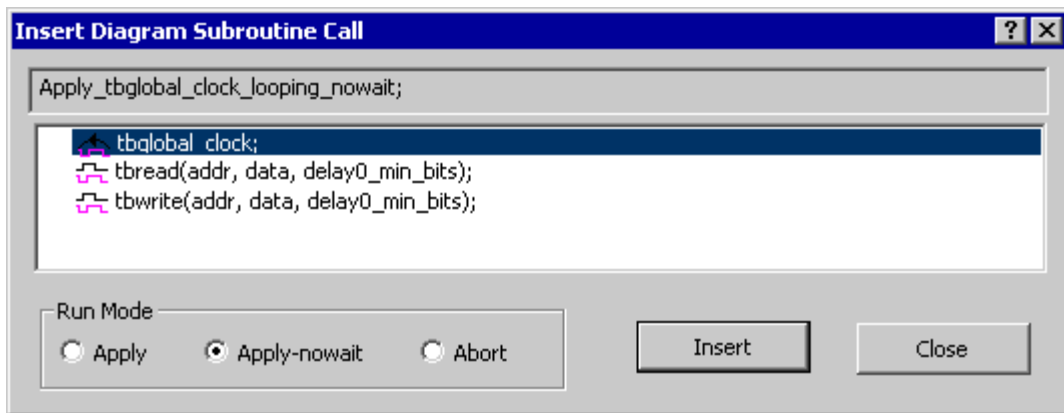 Insert Diagram Subroutine Call
?
Apply_tbglobal_clock_looping_nowait;
tbglobal_clock;
tbread(addr, data, delay0_min_bits);
tbwrite(addr, data, delay0_min_bits);
Run Mode
Apply Apply-nowait Abort Insert Close